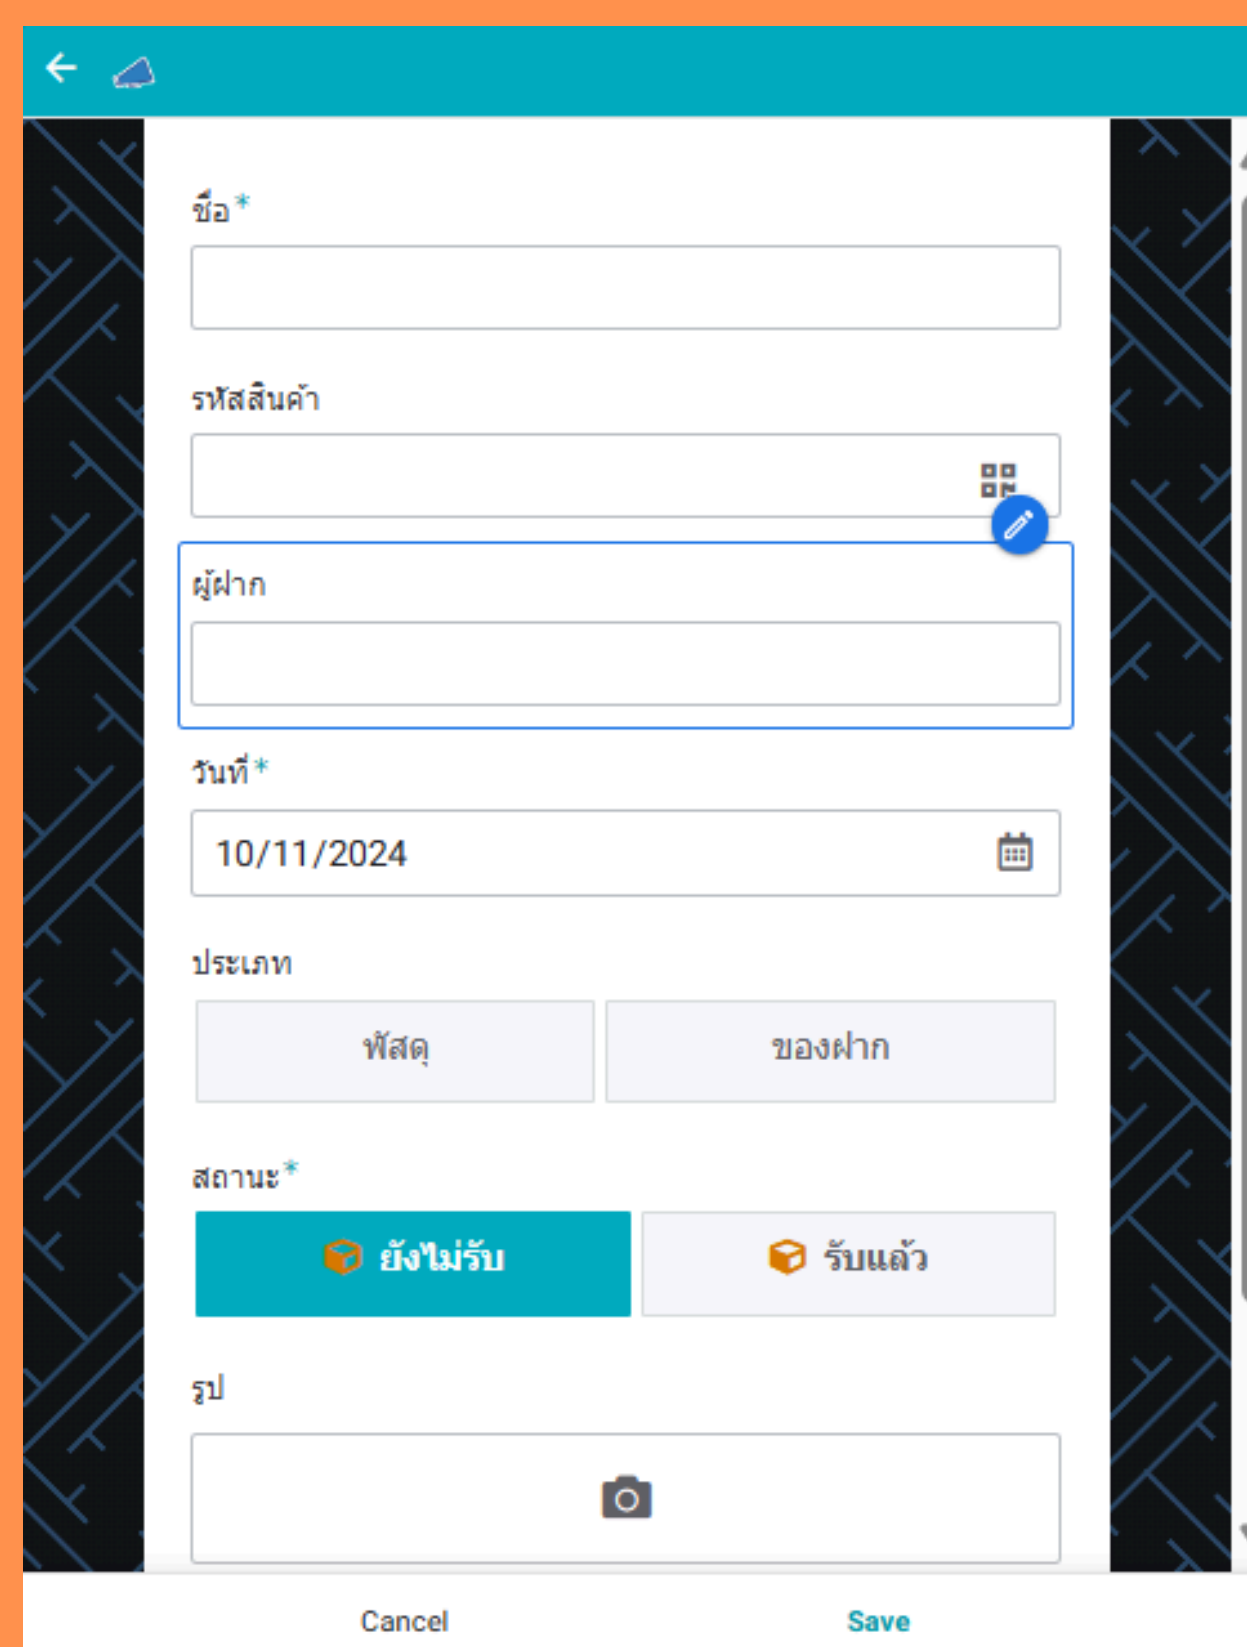 ชื่อ*
รหัสสินค้า
ผู้ฝาก
วันที่*
10/11/2024
ประเภท
พัสดุ ของฝาก
สถานะ*
ยังไม่รับ รับแล้ว
รูป
Cancel Save